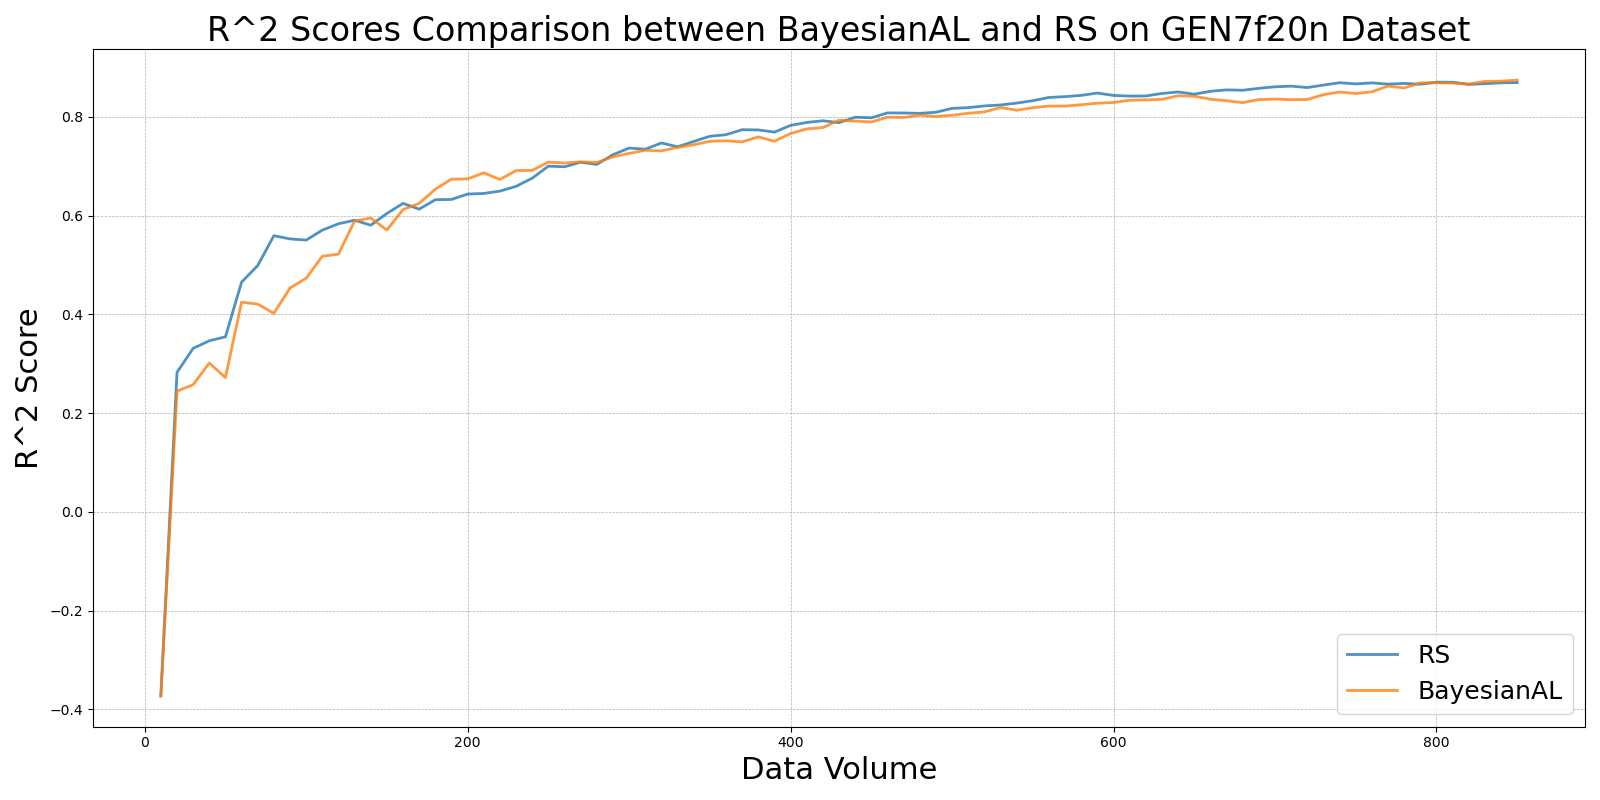 R^2 Scores Comparison between BayesianAL and RS on GEN7f20n Dataset
R^2 Score
0.8
0.6
0.4
0.2
0.0
−0.2
−0.4
0 200 400 600 800
Data Volume
RS
BayesianAL